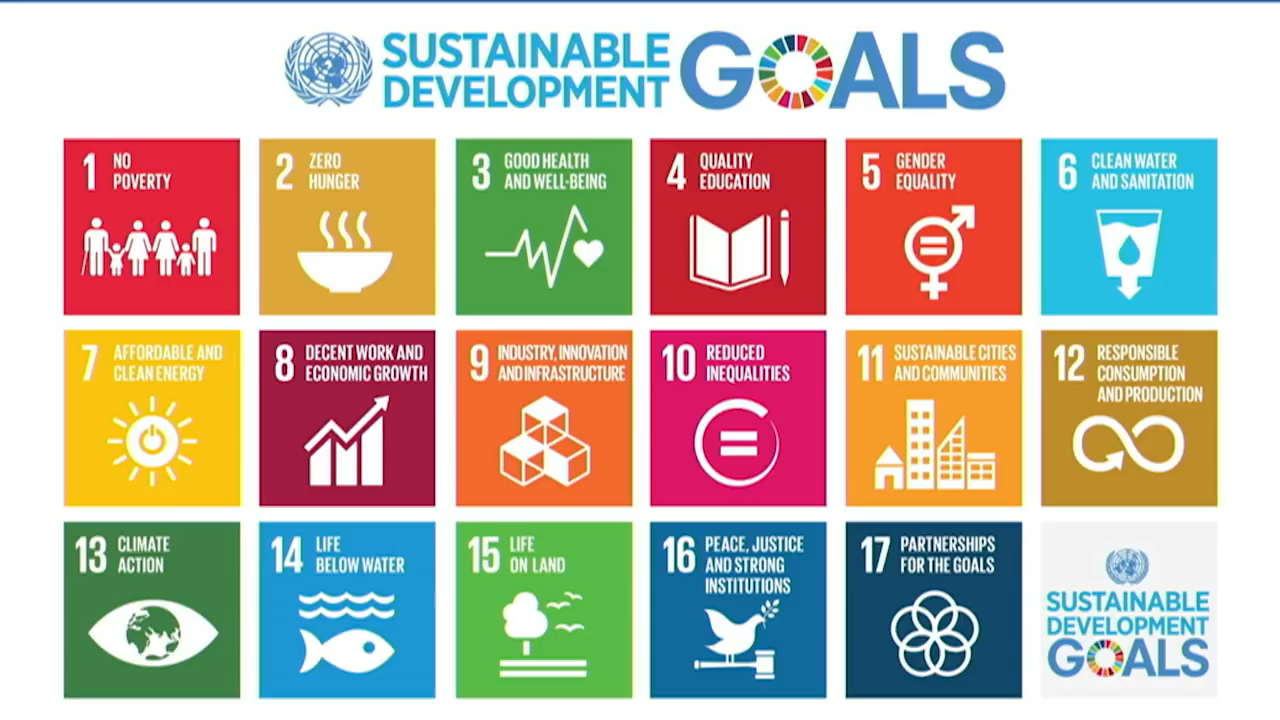 SUSTAINABLE
DEVELOPMENT
GOALS
1 NO
POVERTY
2 ZERO
HUNGER
3 GOOD HEALTH
AND WELL-BEING
4 QUALITY
EDUCATION
5 GENDER
EQUALITY
6 CLEAN WATER
AND SANITATION
7 AFFORDABLE AND
CLEAN ENERGY
8 DECENT WORK AND
ECONOMIC GROWTH
9 INDUSTRY, INNOVATION
AND INFRASTRUCTURE
10 REDUCED
INEQUALITIES
11 SUSTAINABLE CITIES
AND COMMUNITIES
12 RESPONSIBLE
CONSUMPTION
AND PRODUCTION
13 CLIMATE
ACTION
14 LIFE
BELOW WATER
15 LIFE
ON LAND
16 PEACE, JUSTICE
AND STRONG
INSTITUTIONS
17 PARTNERSHIPS
FOR THE GOALS
SUSTAINABLE
DEVELOPMENT
GOALS